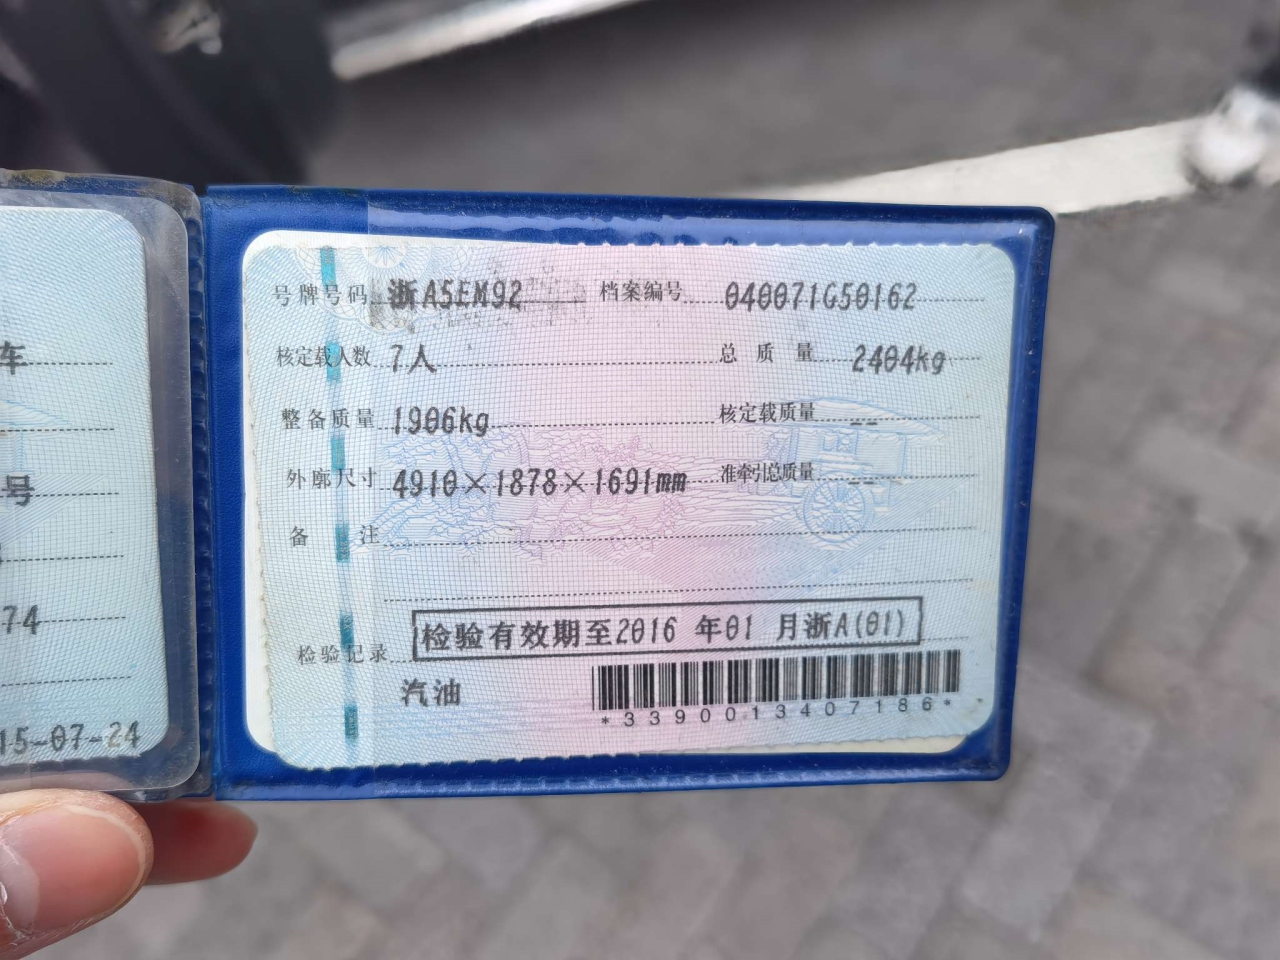 车
号
74
15-07-24
号牌号码 浙A5EM92 档案编号 040071G50162
核定载人数 7人 总质量 2404kg
整备质量 1906kg 核定载质量 --
外廓尺寸 4910×1878×1691mm 准牵引总质量 --
备注
检验记录 检验有效期至2016 年01 月浙A(01)
汽油
*339001340718​6*